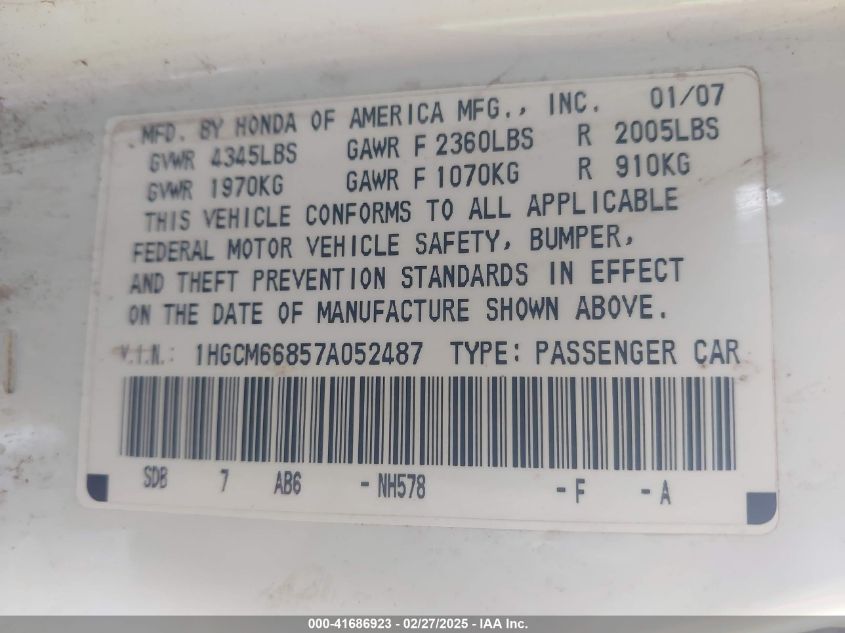 MFD. BY HONDA OF AMERICA MFG., INC. 01/07
GVWR 4345LBS GAWR F 2360LBS R 2005LBS
GVWR 1970KG GAWR F 1070KG R 910KG
THIS VEHICLE CONFORMS TO ALL APPLICABLE
FEDERAL MOTOR VEHICLE SAFETY, BUMPER,
AND THEFT PREVENTION STANDARDS IN EFFECT
ON THE DATE OF MANUFACTURE SHOWN ABOVE.
V.I.N.: 1HGCM66857A052487 TYPE: PASSENGER CAR
SDB 7 AB6 -NH578 -F -A
000-41686923 - 02/27/2025 - IAA Inc.